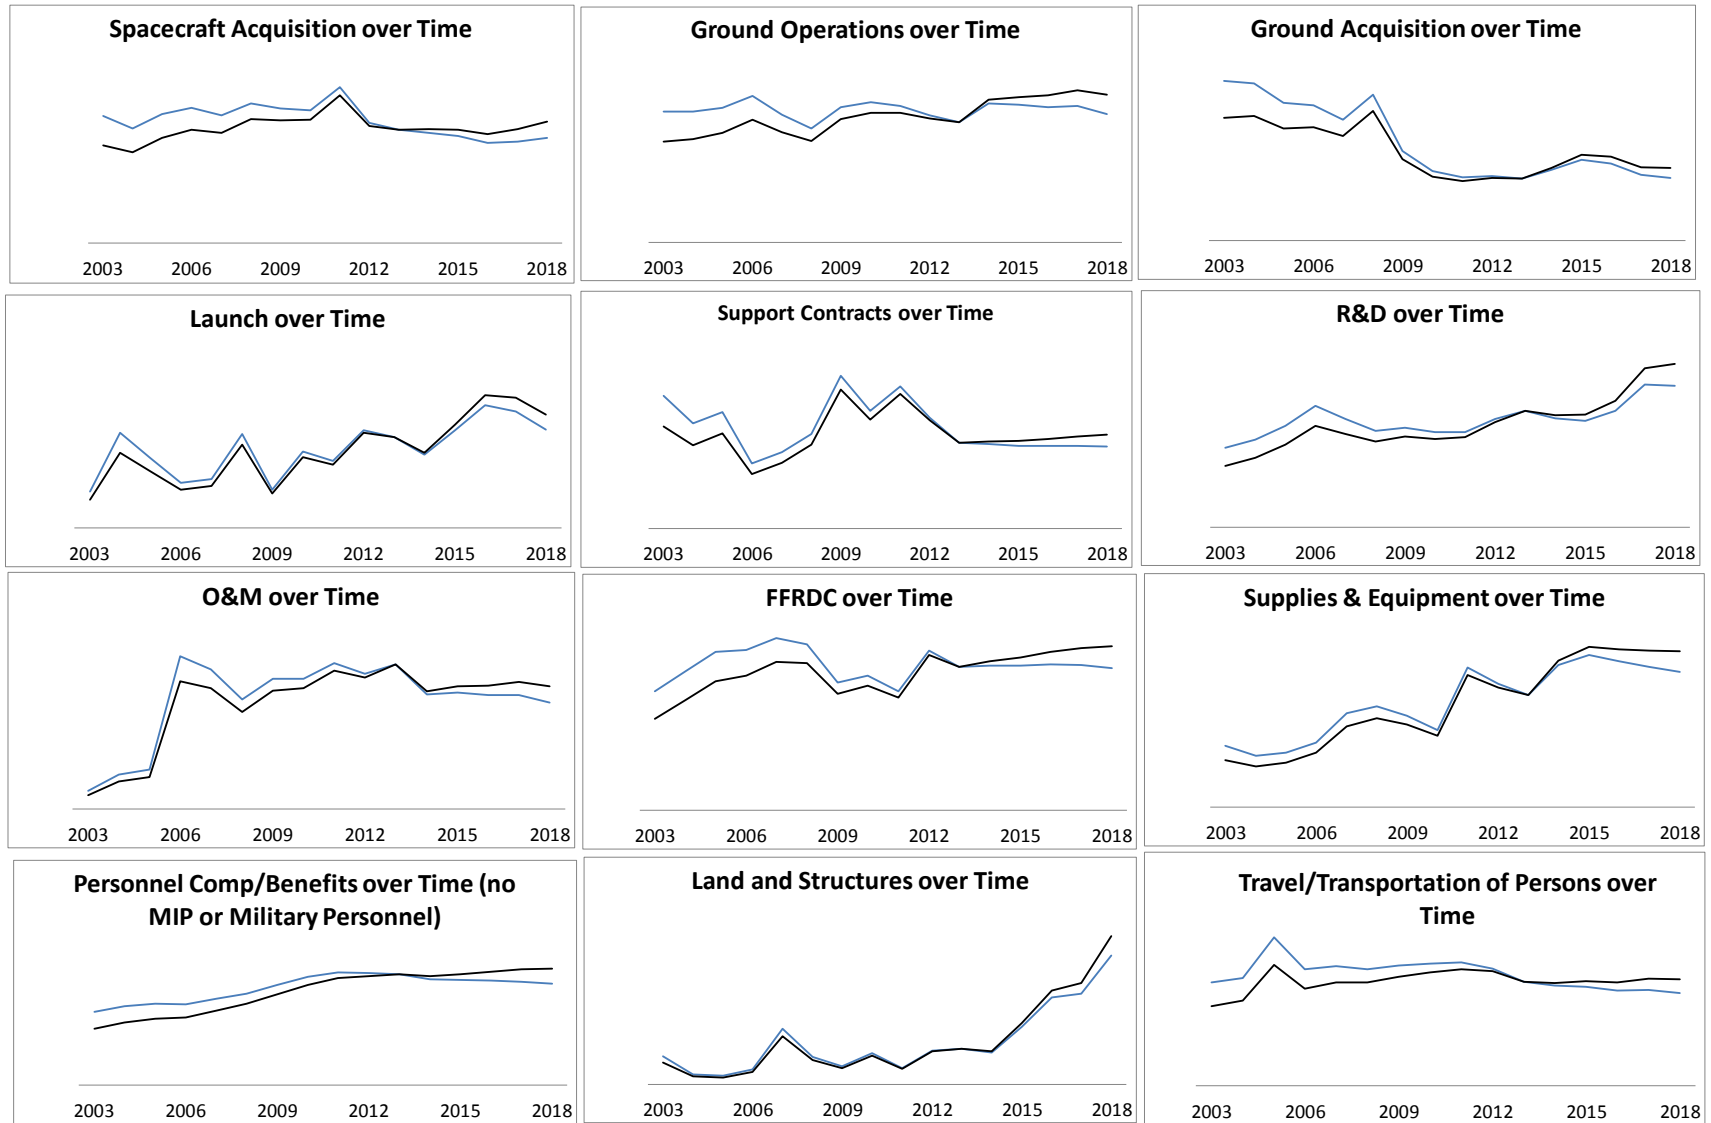 Spacecraft Acquisition over Time
2003 2006 2009 2012 2015 2018
Ground Operations over Time
2003 2006 2009 2012 2015 2018
Ground Acquisition over Time
2003 2006 2009 2012 2015 2018
Launch over Time
2003 2006 2009 2012 2015 2018
Support Contracts over Time
2003 2006 2009 2012 2015 2018
R&D over Time
2003 2006 2009 2012 2015 2018
O&M over Time
2003 2006 2009 2012 2015 2018
FFRDC over Time
2003 2006 2009 2012 2015 2018
Supplies & Equipment over Time
2003 2006 2009 2012 2015 2018
Personnel Comp/Benefits over Time (no
MIP or Military Personnel)
2003 2006 2009 2012 2015 2018
Land and Structures over Time
2003 2006 2009 2012 2015 2018
Travel/Transportation of Persons over
Time
2003 2006 2009 2012 2015 2018